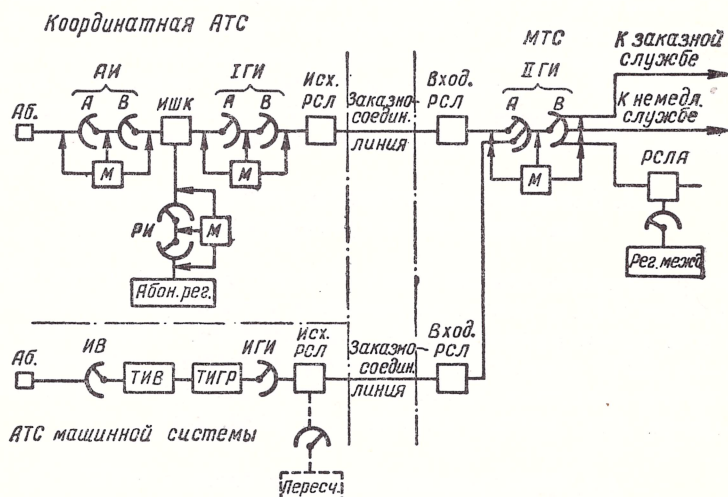 Координатная АТС
МТС
К заказной
службе
К немедл.
службе
АИ
А В
Аб.
ИШК
IГИ
А В
Исх.
РСЛ
Заказно-
соедин.
линия
Вход.
РСЛ
IIГИ
А В
М
М
М
РСЛА
РИ
М
Абон. рег.
Рег. межд.
Аб.
ИВ
ТИВ
ТИГР
ИГИ
Исх.
РСЛ
Заказно-
соедин.
линия
Вход.
РСЛ
АТС машинной системы
Пересч.